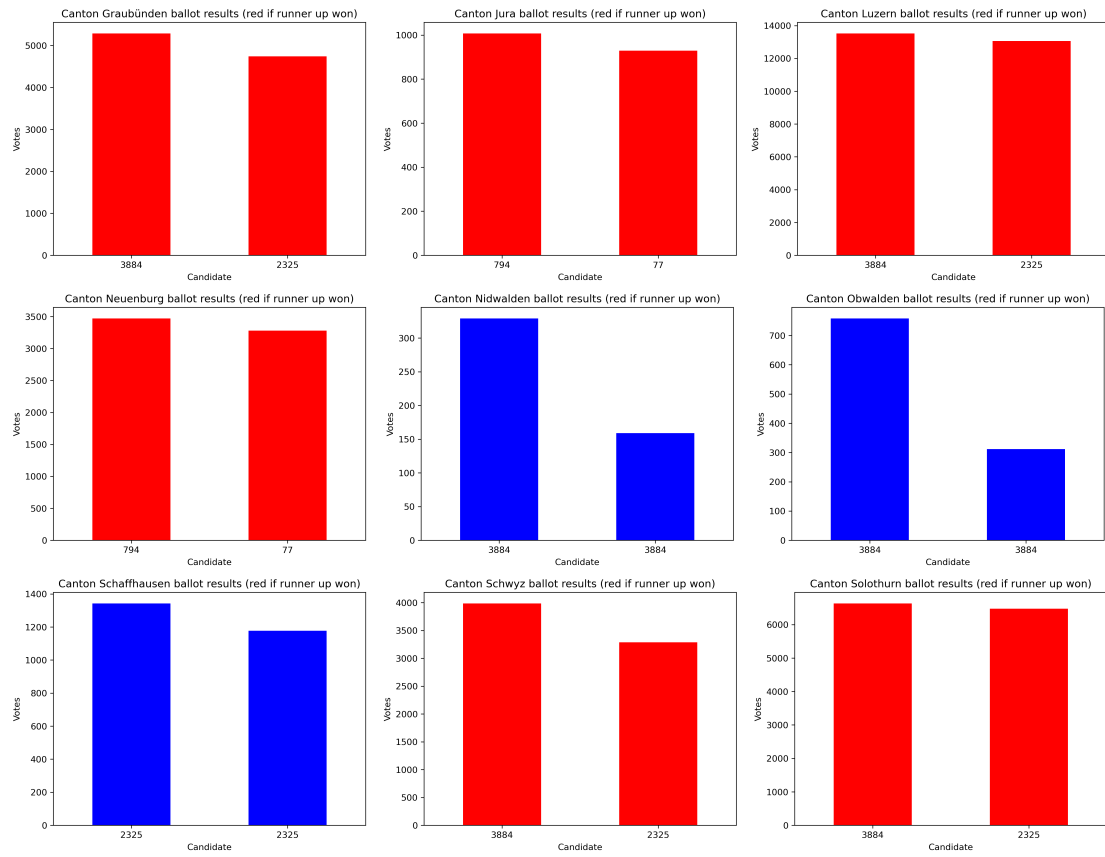 Canton Graubünden ballot results (red if runner up won)
Votes
5000
4000
3000
2000
1000
0
3884 2325
Candidate
Canton Jura ballot results (red if runner up won)
Votes
1000
800
600
400
200
0
794 77
Candidate
Canton Luzern ballot results (red if runner up won)
Votes
14000
12000
10000
8000
6000
4000
2000
0
3884 2325
Candidate
Canton Neuenburg ballot results (red if runner up won)
Votes
3500
3000
2500
2000
1500
1000
500
0
794 77
Candidate
Canton Nidwalden ballot results (red if runner up won)
Votes
300
250
200
150
100
50
0
3884 3884
Candidate
Canton Obwalden ballot results (red if runner up won)
Votes
700
600
500
400
300
200
100
0
3884 3884
Candidate
Canton Schaffhausen ballot results (red if runner up won)
Votes
1400
1200
1000
800
600
400
200
0
2325 2325
Candidate
Canton Schwyz ballot results (red if runner up won)
Votes
4000
3500
3000
2500
2000
1500
1000
500
0
3884 2325
Candidate
Canton Solothurn ballot results (red if runner up won)
Votes
6000
5000
4000
3000
2000
1000
0
3884 2325
Candidate